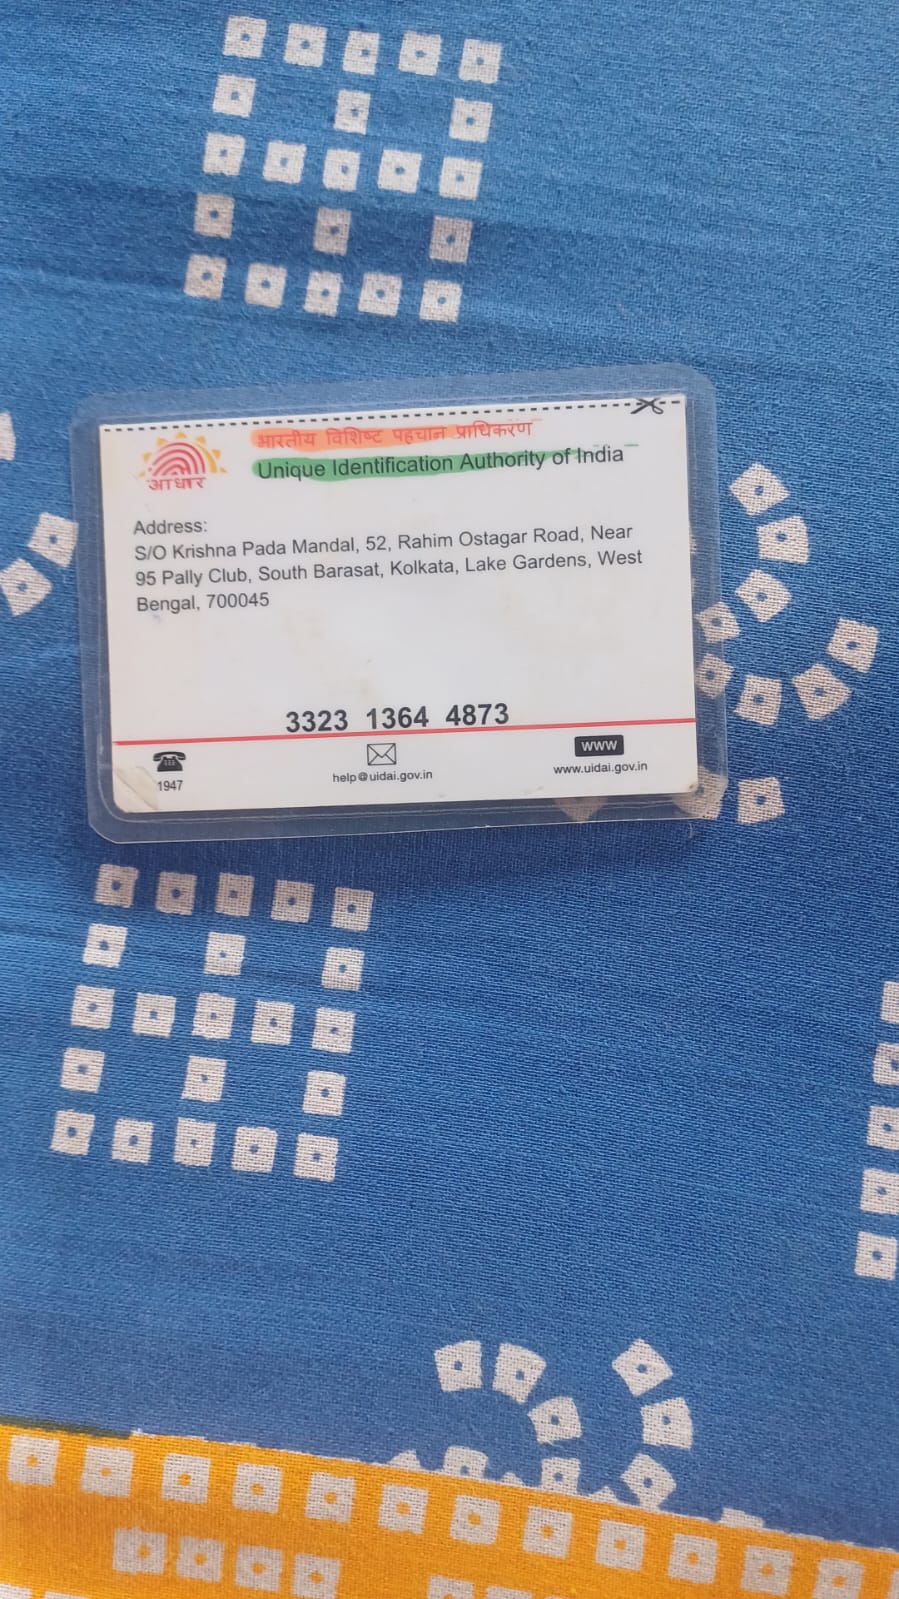 भारतीय विशिष्ट पहचान प्राधिकरण
Unique Identification Authority of India
आधार
Address:
S/O Krishna Pada Mandal, 52, Rahim Ostagar Road, Near
95 Pally Club, South Barasat, Kolkata, Lake Gardens, West
Bengal, 700045
3323 1364 4873
1947
help@uidai.gov.in
WWW
www.uidai.gov.in